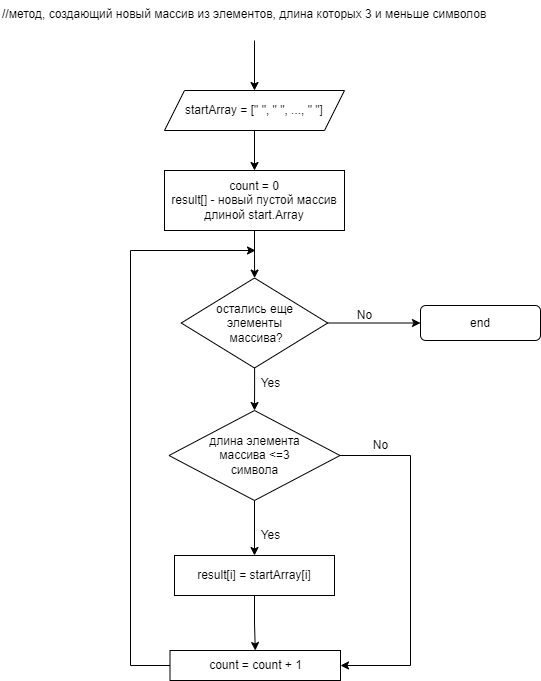 //метод, создающий новый массив из элементов, длина которых 3 и меньше символов
startArray = [" ", " ", ..., " "]
count = 0
result[] - новый пустой массив
длиной start.Array
остались еще
элементы
массива?
No
end
Yes
длина элемента
массива <=3
символа
No
Yes
result[i] = startArray[i]
count = count + 1